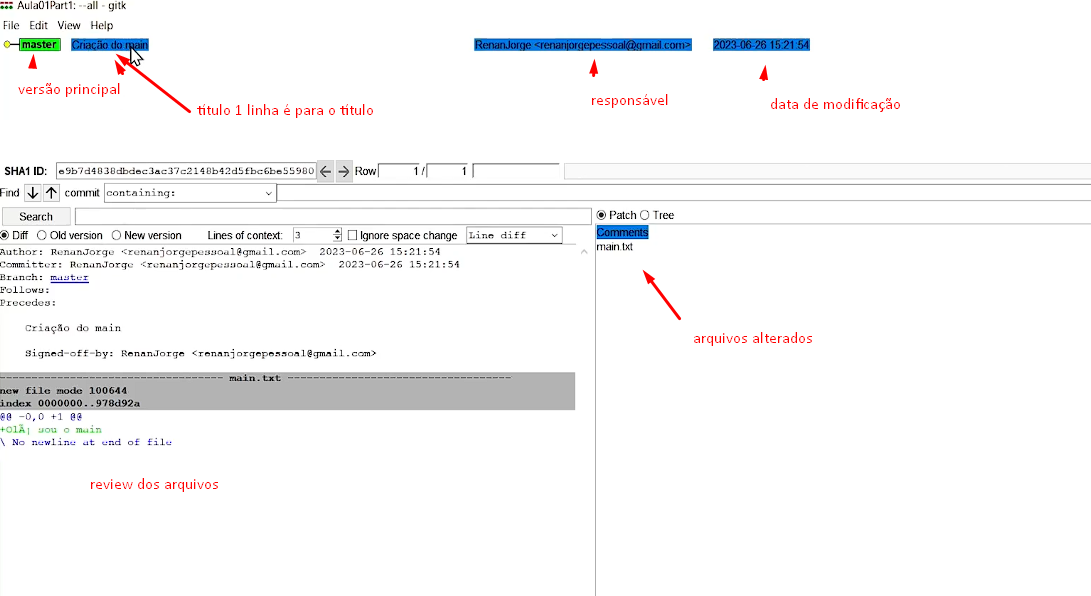 Aula01Part1: --all - gitk
File Edit View Help
master Criação do main RenanJorge <renanjorgepessoal@gmail.com> 2023-06-26 15:21:54
versão principal
título 1 linha é para o título
responsável
data de modificação
SHA1 ID: e9b7d4838dbdec3ac37c2148b42d5fbc6be55980 Row 1 / 1
Find commit containing:
Search
Patch Tree
Diff Old version New version Lines of context: 3 Ignore space change Line diff
Comments
main.txt
Author: RenanJorge <renanjorgepessoal@gmail.com> 2023-06-26 15:21:54
Committer: RenanJorge <renanjorgepessoal@gmail.com> 2023-06-26 15:21:54
Branch: master
Follows:
Precedes:
Criação do main
Signed-off-by: RenanJorge <renanjorgepessoal@gmail.com>
arquivos alterados
---------------------------------- main.txt ----------------------------------
new file mode 100644
index 0000000..978d92a
@@ -0,0 +1 @@
+OlÃ¡ sou o main
\ No newline at end of file
review dos arquivos